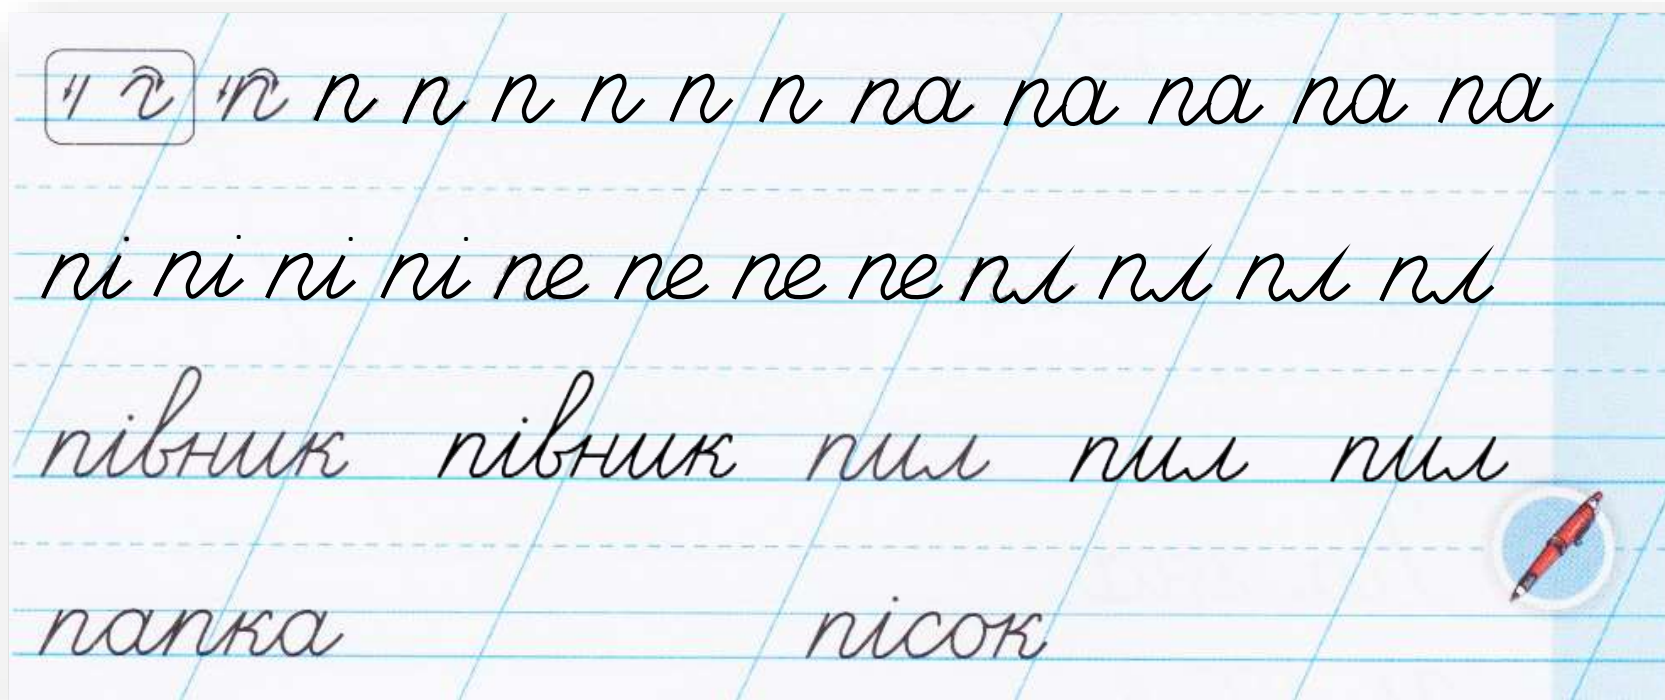 п п п п п п п па па па па па
пі пі пі пі пе пе пе пе пл пл пл пл
півник півник пил пил пил
папка пісок